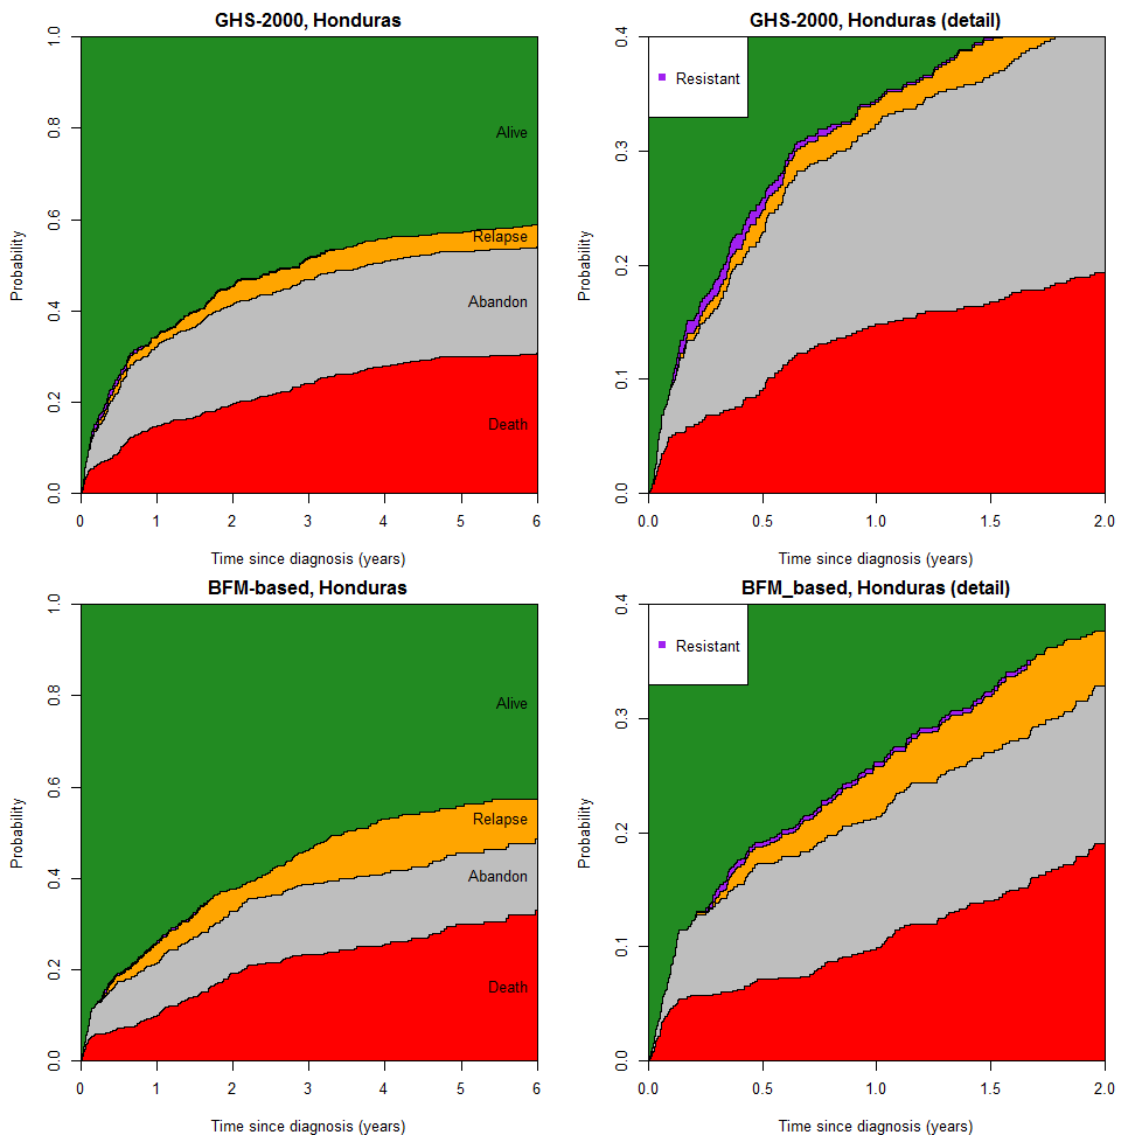 GHS-2000, Honduras
Probability
1.0
0.8
0.6
0.4
0.2
0.0
Alive
Relapse
Abandon
Death
0 1 2 3 4 5 6
Time since diagnosis (years)
GHS-2000, Honduras (detail)
Probability
0.4
0.3
0.2
0.1
0.0
Resistant
0.0 0.5 1.0 1.5 2.0
Time since diagnosis (years)
BFM-based, Honduras
Probability
1.0
0.8
0.6
0.4
0.2
0.0
Alive
Relapse
Abandon
Death
0 1 2 3 4 5 6
Time since diagnosis (years)
BFM_based, Honduras (detail)
Probability
0.4
0.3
0.2
0.1
0.0
Resistant
0.0 0.5 1.0 1.5 2.0
Time since diagnosis (years)